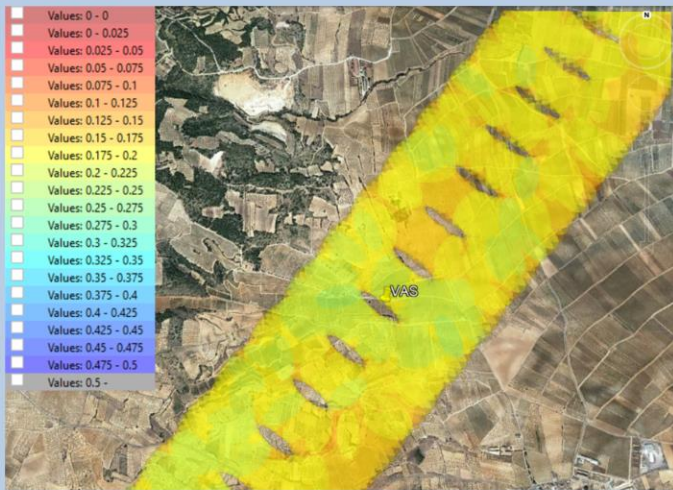 Values: 0 - 0
Values: 0 - 0.025
Values: 0.025 - 0.05
Values: 0.05 - 0.075
Values: 0.075 - 0.1
Values: 0.1 - 0.125
Values: 0.125 - 0.15
Values: 0.15 - 0.175
Values: 0.175 - 0.2
Values: 0.2 - 0.225
Values: 0.225 - 0.25
Values: 0.25 - 0.275
Values: 0.275 - 0.3
Values: 0.3 - 0.325
Values: 0.325 - 0.35
Values: 0.35 - 0.375
Values: 0.375 - 0.4
Values: 0.4 - 0.425
Values: 0.425 - 0.45
Values: 0.45 - 0.475
Values: 0.475 - 0.5
Values: 0.5 -
N
VAS